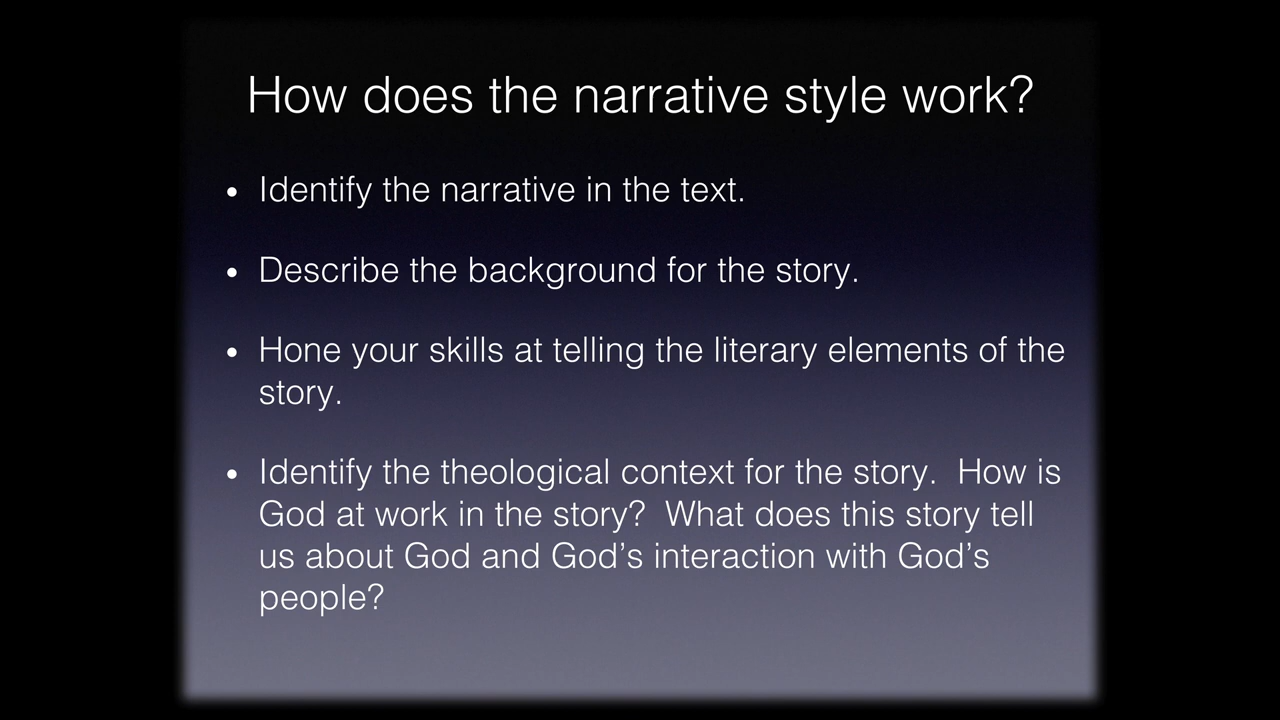 How does the narrative style work?
• Identify the narrative in the text.
• Describe the background for the story.
• Hone your skills at telling the literary elements of the
story.
• Identify the theological context for the story.  How is
God at work in the story?  What does this story tell
us about God and God’s interaction with God’s
people?